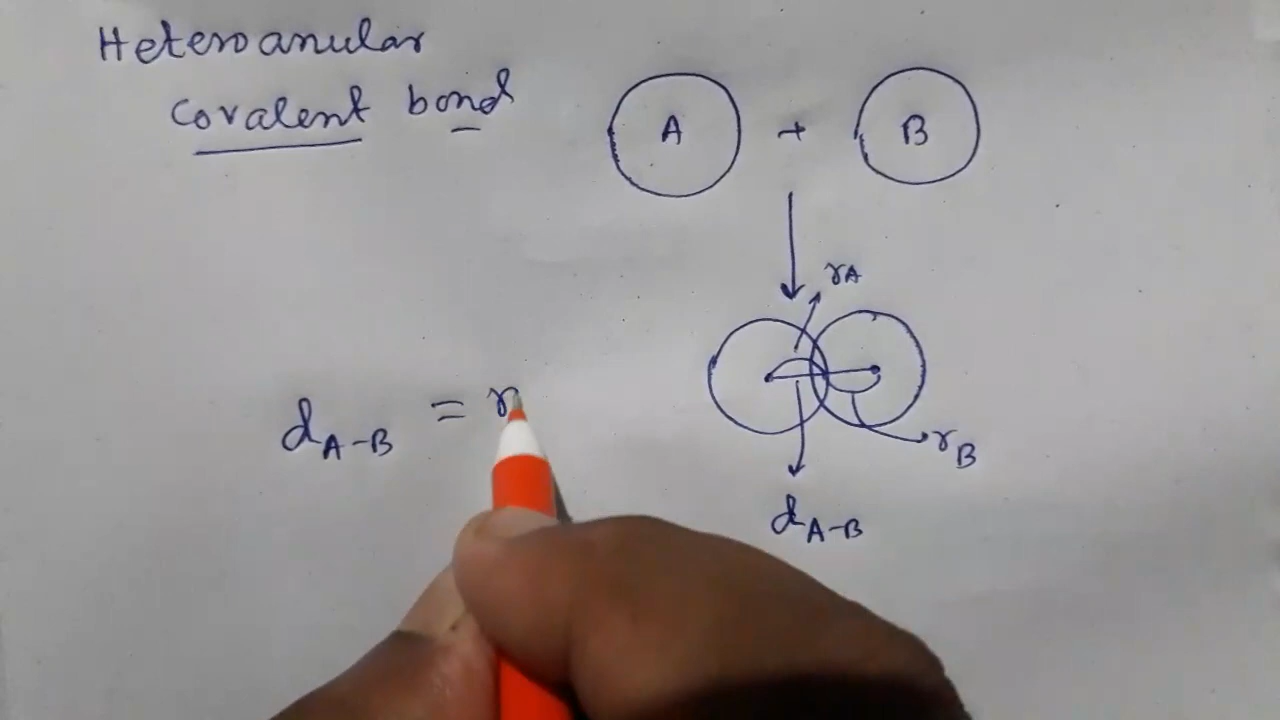 Heteroanular
covalent bond
A + B
rA
rB
dA-B = r
dA-B